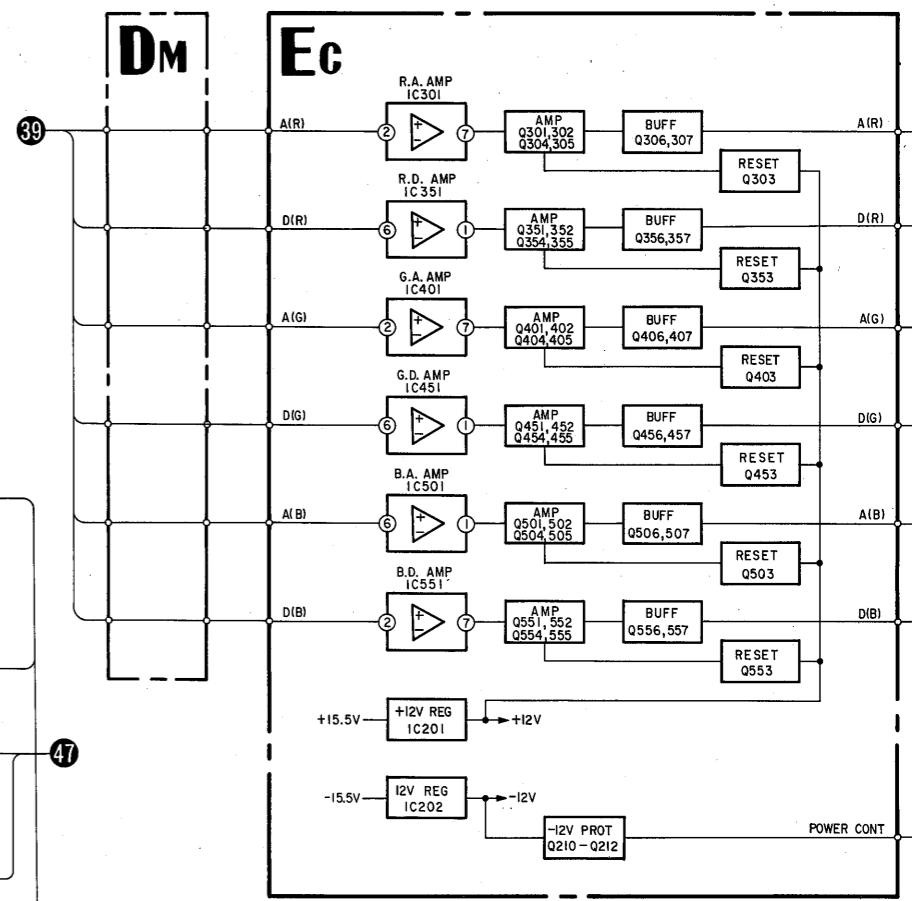 DM
EC
39
A(R)
R.A. AMP
IC301
2
+
−
7
AMP
Q301,302
Q304,305
BUFF
Q306,307
A(R)
RESET
Q303
D(R)
R.D. AMP
IC351
6
+
−
1
AMP
Q351,352
Q354,355
BUFF
Q356,357
D(R)
RESET
Q353
A(G)
G.A. AMP
IC401
2
+
−
7
AMP
Q401,402
Q404,405
BUFF
Q406,407
A(G)
RESET
Q403
D(G)
G.D. AMP
IC451
6
+
−
1
AMP
Q451,452
Q454,455
BUFF
Q456,457
D(G)
RESET
Q453
A(B)
B.A. AMP
IC501
6
+
−
1
AMP
Q501,502
Q504,505
BUFF
Q506,507
A(B)
RESET
Q503
D(B)
B.D. AMP
IC551
2
+
−
7
AMP
Q551,552
Q554,555
BUFF
Q556,557
D(B)
RESET
Q553
+15.5V
+12V REG
IC201
+12V
47
-15.5V
12V REG
IC202
-12V
-12V PROT
Q210-Q212
POWER CONT